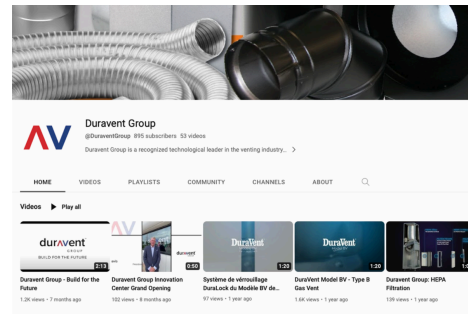 Duravent Group
@DuraventGroup 895 subscribers 53 videos
Duravent Group is a recognized technological leader in the venting industry...
HOME VIDEOS PLAYLISTS COMMUNITY CHANNELS ABOUT
Videos Play all
duravent
GROUP
BUILD FOR THE FUTURE
2:13
duravent
0:50
DuraVent
1:20
DuraVent
1:20
Duravent Group - Build for the Future
1.2K views • 7 months ago
Duravent Group Innovation Center Grand Opening
102 views • 8 months ago
Système de vérrouillage DuraLock du Modèle BV de...
97 views • 1 year ago
DuraVent Model BV - Type B Gas Vent
1.6K views • 1 year ago
Duravent Group: HEPA Filtration
139 views • 1 year ago